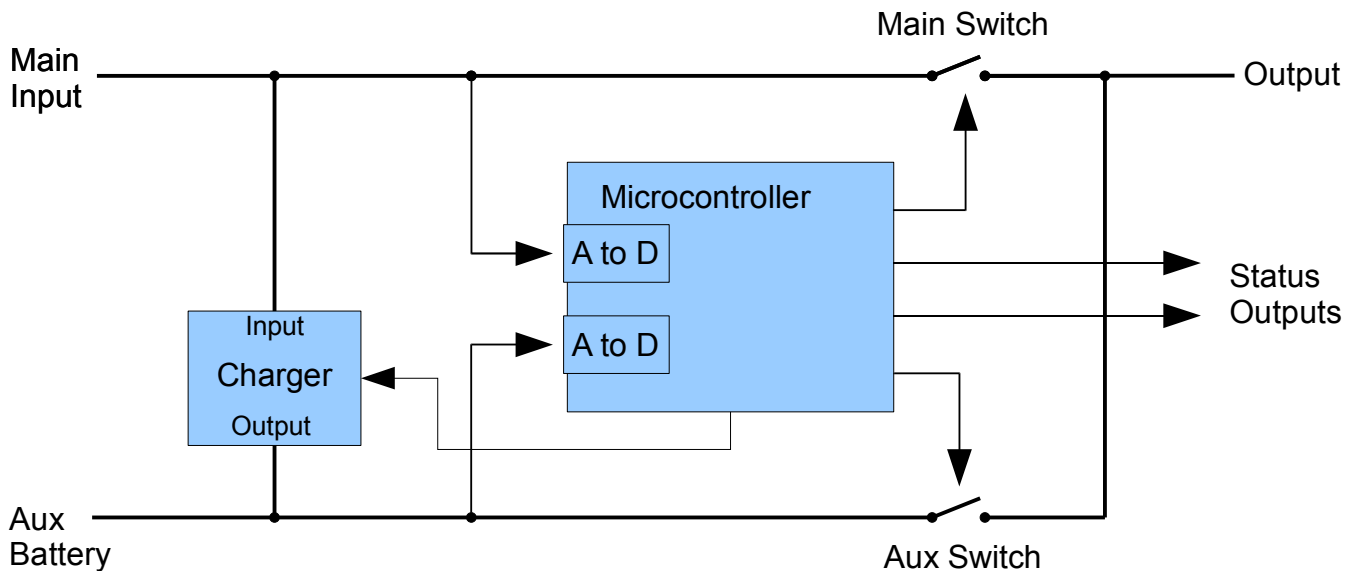 Main Switch
Main
Input
Output
Microcontroller
A to D
Status
Outputs
Input
Charger
Output
A to D
Aux
Battery
Aux Switch